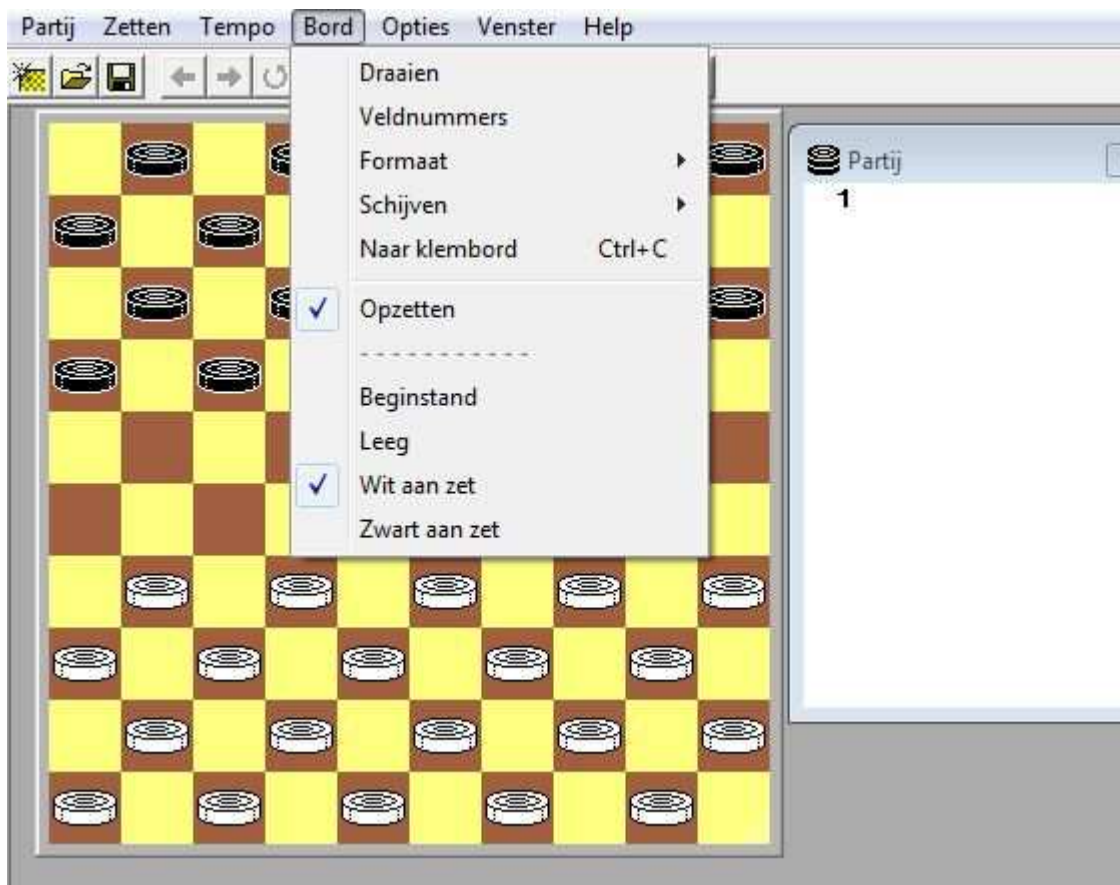 Partij Zetten Tempo Bord Opties Venster Help
Draaien
Veldnummers
Formaat
Schijven
Naar klembord Ctrl+C
Opzetten
- - - - - - - - - - -
Beginstand
Leeg
Wit aan zet
Zwart aan zet
Partij
1